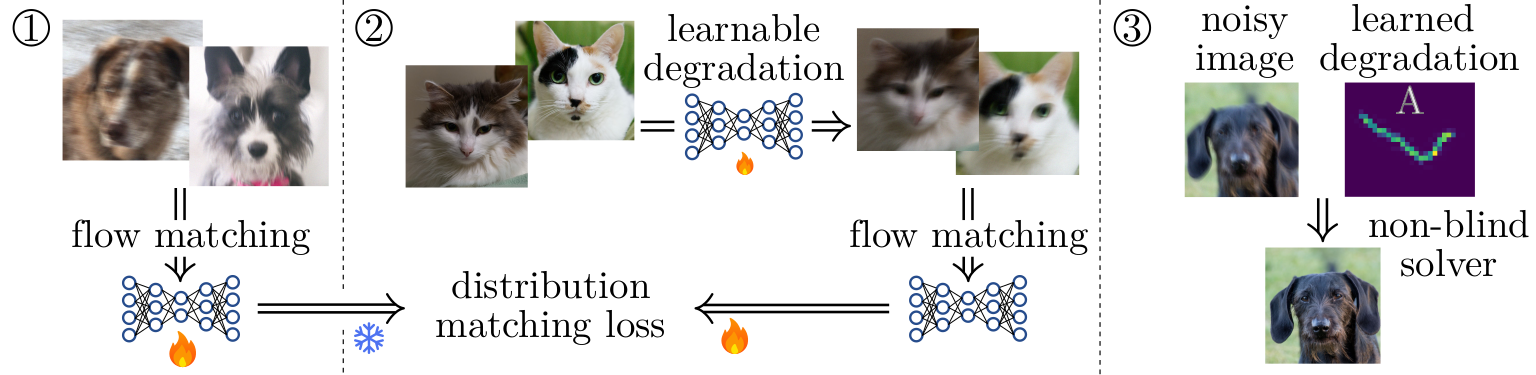 ①
flow matching
②
learnable
degradation
flow matching
distribution
matching loss
③
noisy
image
learned
degradation
A
non-blind
solver